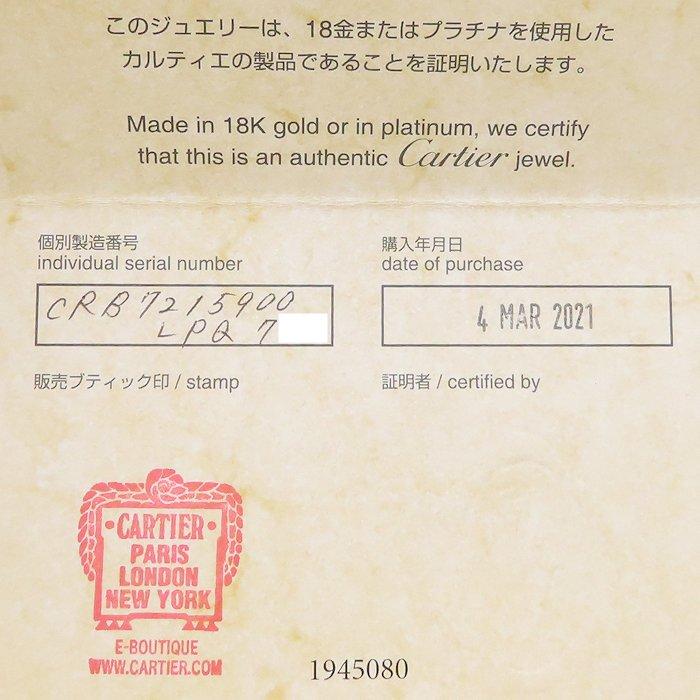 このジュエリーは、18金またはプラチナを使用した
カルティエの製品であることを証明いたします。
Made in 18K gold or in platinum, we certify
that this is an authentic Cartier jewel.
個別製造番号
individual serial number
CRB7215900
LPQ7
購入年月日
date of purchase
4 MAR 2021
販売ブティック印 / stamp
証明者 / certified by
・CARTIER・
PARIS
LONDON
NEW YORK
E-BOUTIQUE
WWW.CARTIER.COM
1945080